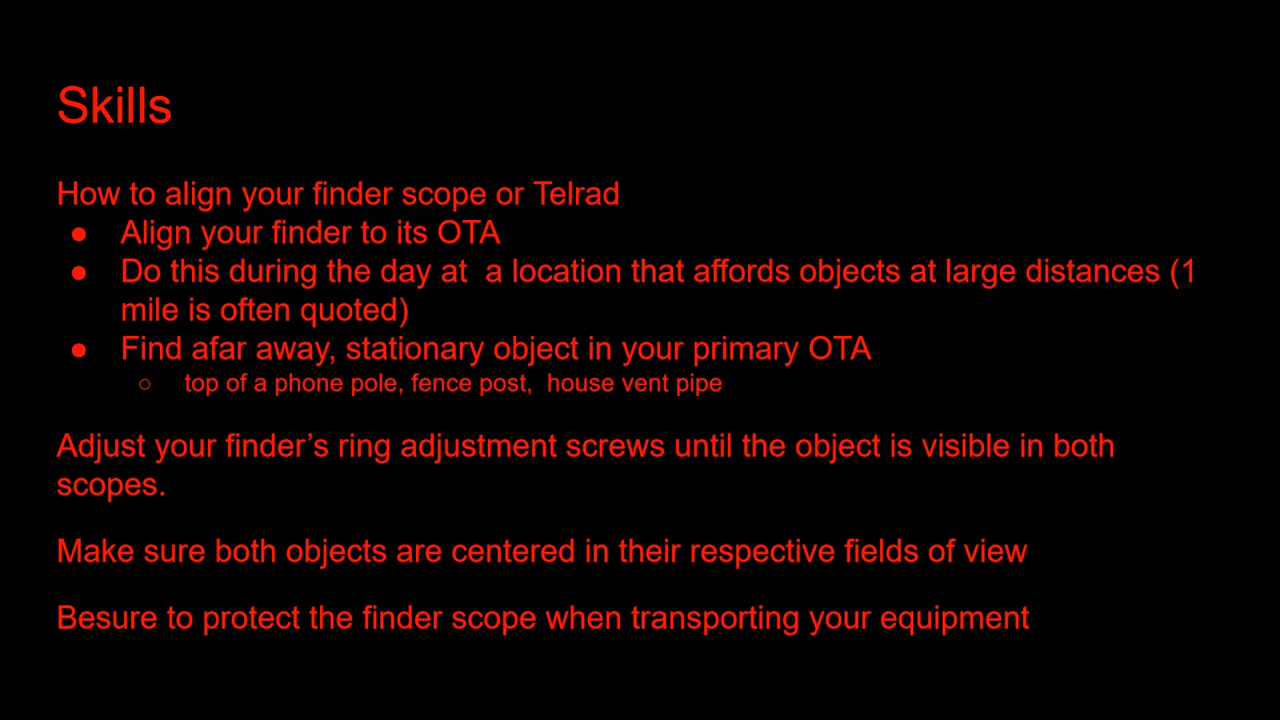 Skills
How to align your finder scope or Telrad
● Align your finder to its OTA
● Do this during the day at  a location that affords objects at large distances (1
mile is often quoted)
● Find afar away, stationary object in your primary OTA
○ top of a phone pole, fence post,  house vent pipe
Adjust your finder’s ring adjustment screws until the object is visible in both
scopes.
Make sure both objects are centered in their respective fields of view
Besure to protect the finder scope when transporting your equipment